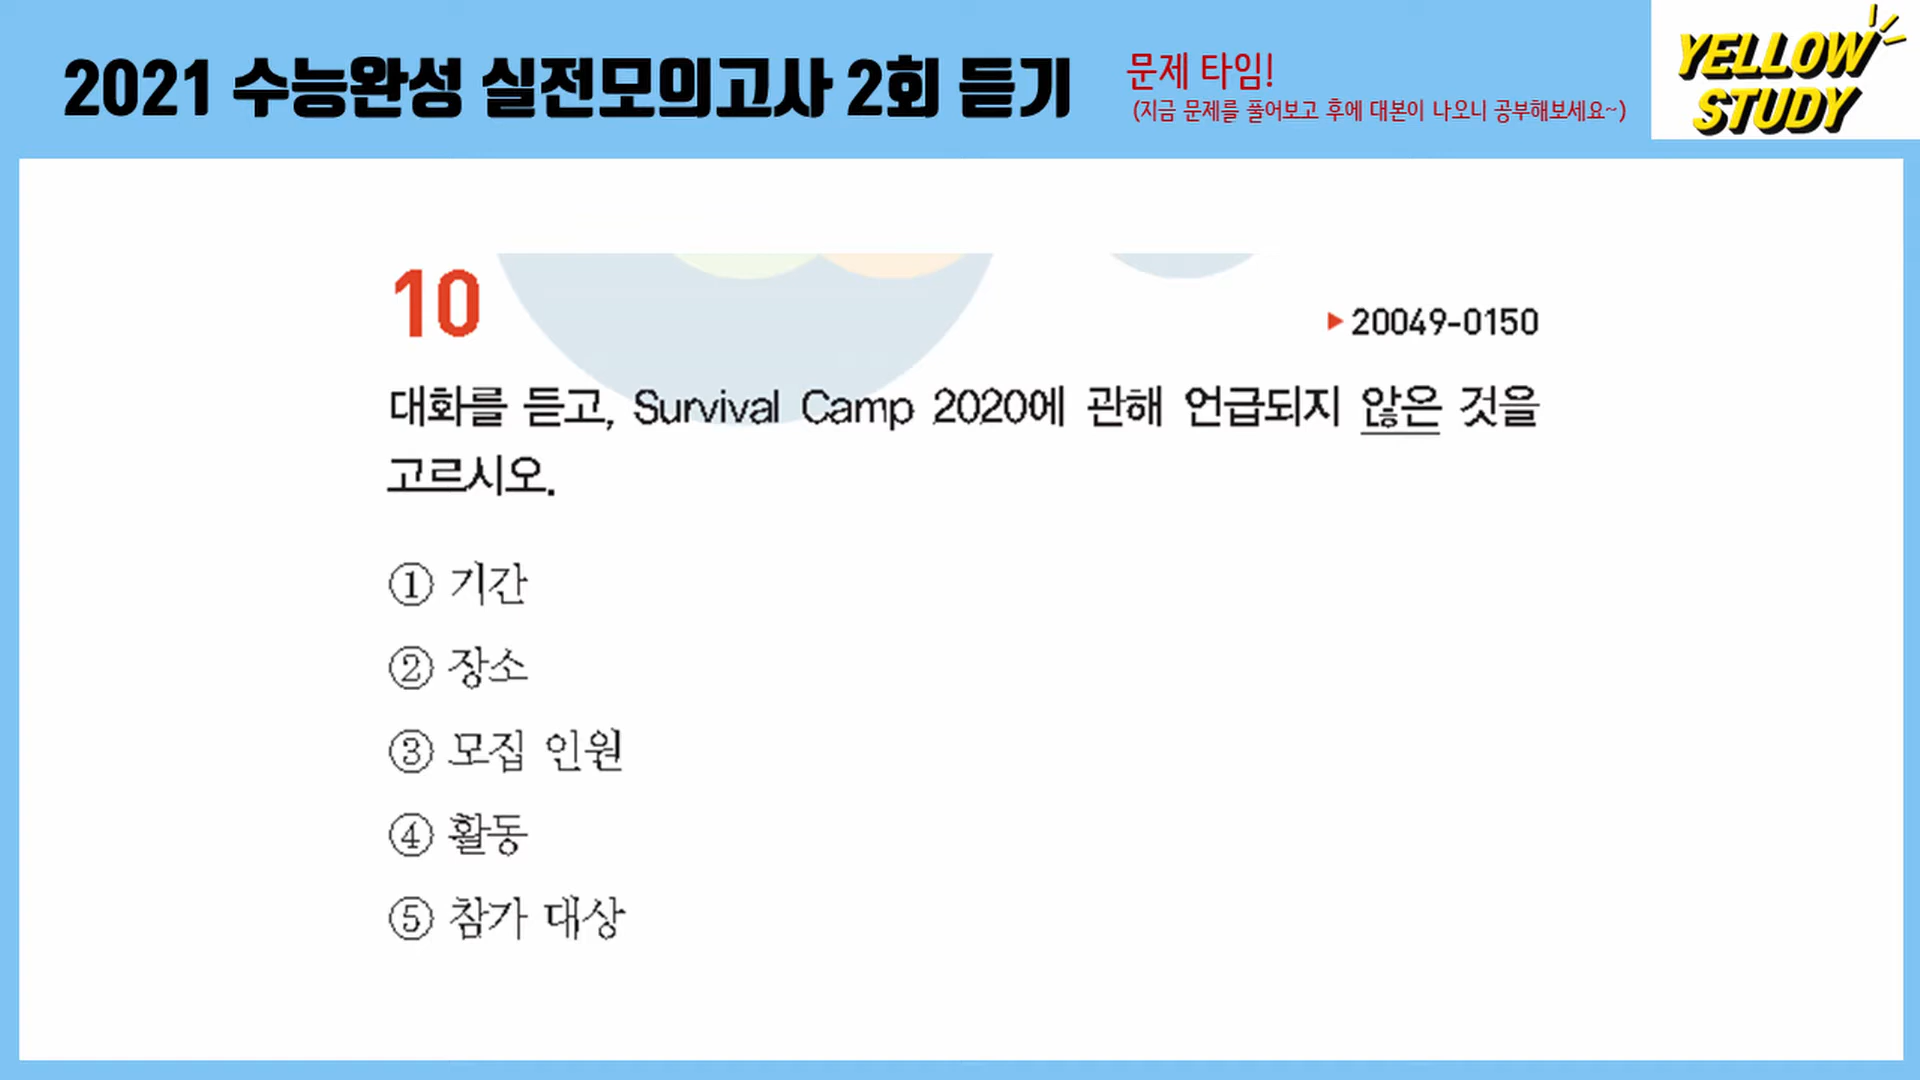 2021 수능완성 실전모의고사 2회 듣기
문제 타임!
(지금 문제를 풀어보고 후에 대본이 나오니 공부해보세요~)
YELLOW
STUDY
10
▶20049-0150
대화를 듣고, Survival Camp 2020에 관해 언급되지 않은 것을
고르시오.
① 기간
② 장소
③ 모집 인원
④ 활동
⑤ 참가 대상